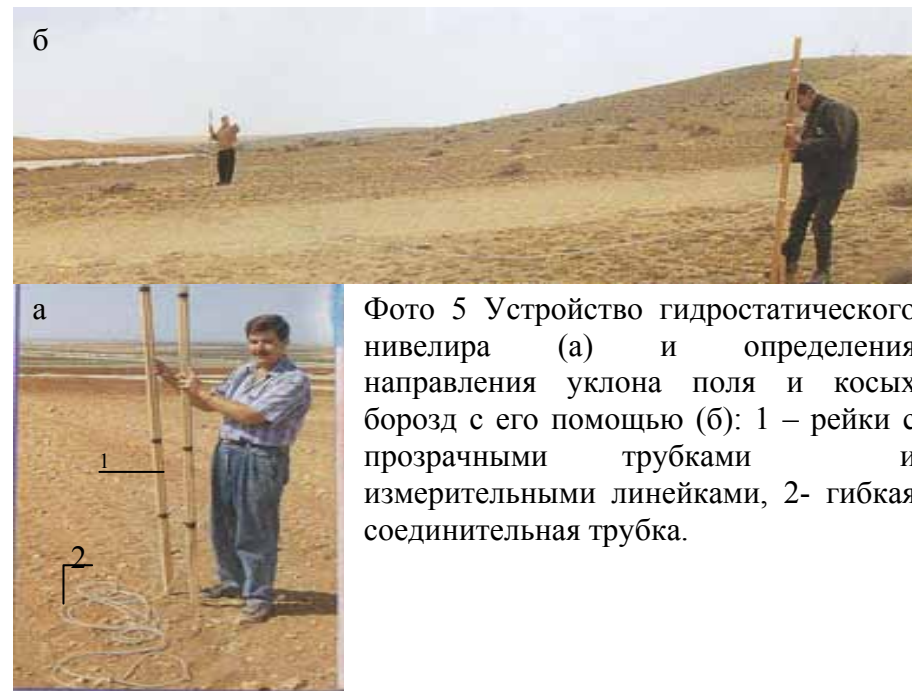 б
а
Фото 5 Устройство гидростатического
нивелира (а) и определения
направления уклона поля и косых
борозд с его помощью (б): 1 – рейки с
прозрачными трубками и
измерительными линейками, 2- гибкая
соединительная трубка.
1
2